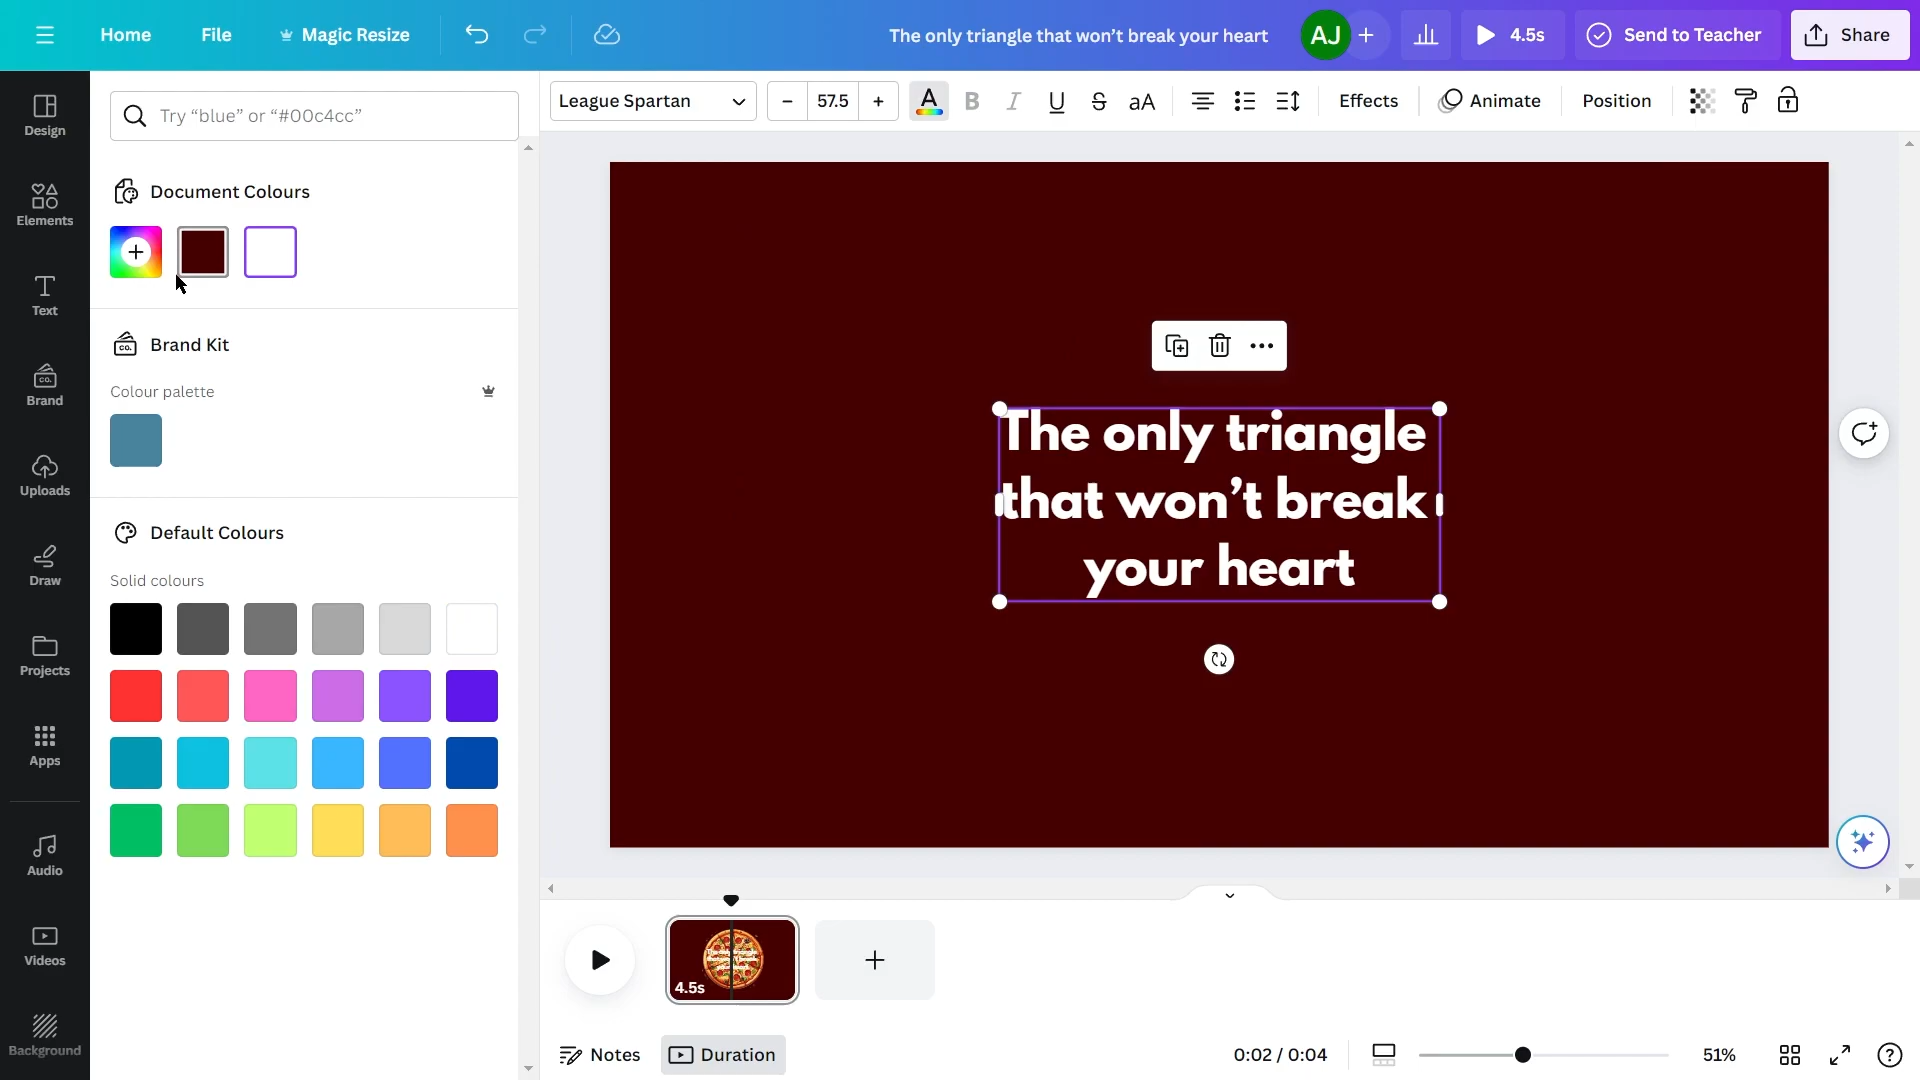 Home
File
Magic Resize
The only triangle that won’t break your heart
AJ
4.5s
Send to Teacher
Share
Design
Elements
Text
Brand
Uploads
Draw
Projects
Apps
Audio
Videos
Background
Try “blue” or “#00c4cc”
Document Colours
Brand Kit
Colour palette
Default Colours
Solid colours
League Spartan
57.5
A
B
I
U
S
aA
Effects
Animate
Position
The only triangle
that won’t break
your heart
4.5s
Notes
Duration
0:02 / 0:04
51%